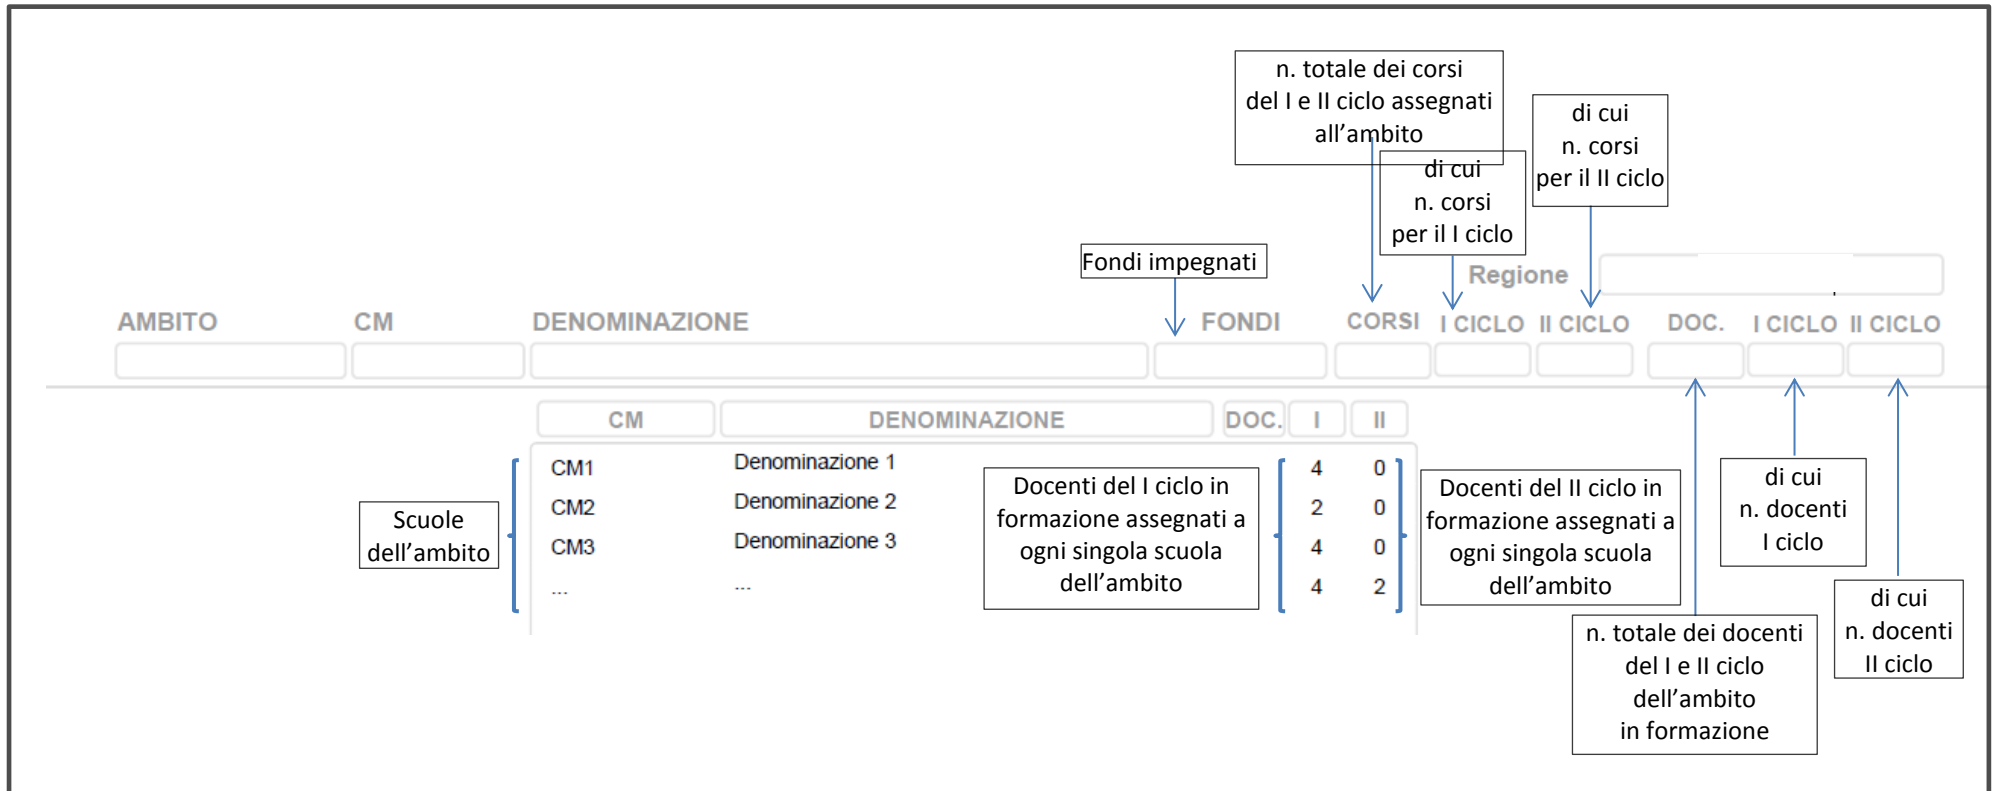 n. totale dei corsi
del I e II ciclo assegnati
all'ambito
di cui
n. corsi
per il I ciclo
di cui
n. corsi
per il II ciclo
Fondi impegnati
Regione
AMBITO CM DENOMINAZIONE FONDI CORSI I CICLO II CICLO DOC. I CICLO II CICLO
CM DENOMINAZIONE DOC. I II
CM1 Denominazione 1 4 0
CM2 Denominazione 2 2 0
CM3 Denominazione 3 4 0
... ... 4 2
Scuole
dell'ambito
Docenti del I ciclo in
formazione assegnati a
ogni singola scuola
dell'ambito
Docenti del II ciclo in
formazione assegnati a
ogni singola scuola
dell'ambito
n. totale dei docenti
del I e II ciclo
dell'ambito
in formazione
di cui
n. docenti
I ciclo
di cui
n. docenti
II ciclo